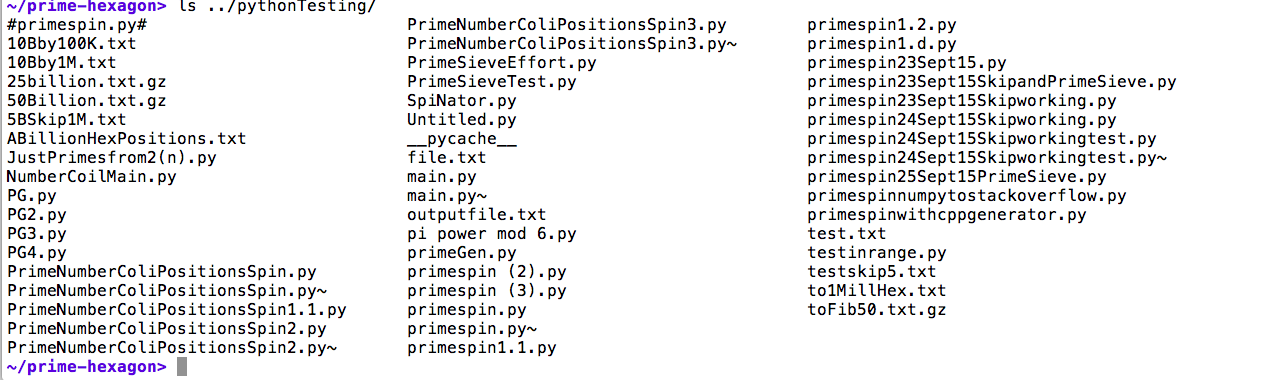 ~/prime-hexagon> ls ../pythonTesting/
#primespin.py# PrimeNumberColiPositionsSpin3.py primespin1.2.py
10Bby100K.txt PrimeNumberColiPositionsSpin3.py~ primespin1.d.py
10Bby1M.txt PrimeSieveEffort.py primespin23Sept15.py
25billion.txt.gz PrimeSieveTest.py primespin23Sept15SkipandPrimeSieve.py
50Billion.txt.gz SpiNator.py primespin23Sept15Skipworking.py
5BSkip1M.txt Untitled.py primespin24Sept15Skipworking.py
ABillionHexPositions.txt __pycache__ primespin24Sept15Skipworkingtest.py
JustPrimesfrom2(n).py file.txt primespin24Sept15Skipworkingtest.py~
NumberCoilMain.py main.py primespin25Sept15PrimeSieve.py
PG.py main.py~ primespinnumpytostackoverflow.py
PG2.py outputfile.txt primespinwithcppgenerator.py
PG3.py pi power mod 6.py test.txt
PG4.py primeGen.py testinrange.py
PrimeNumberColiPositionsSpin.py primespin (2).py testskip5.txt
PrimeNumberColiPositionsSpin.py~ primespin (3).py to1MillHex.txt
PrimeNumberColiPositionsSpin1.1.py primespin.py toFib50.txt.gz
PrimeNumberColiPositionsSpin2.py primespin.py~
PrimeNumberColiPositionsSpin2.py~ primespin1.1.py
~/prime-hexagon>